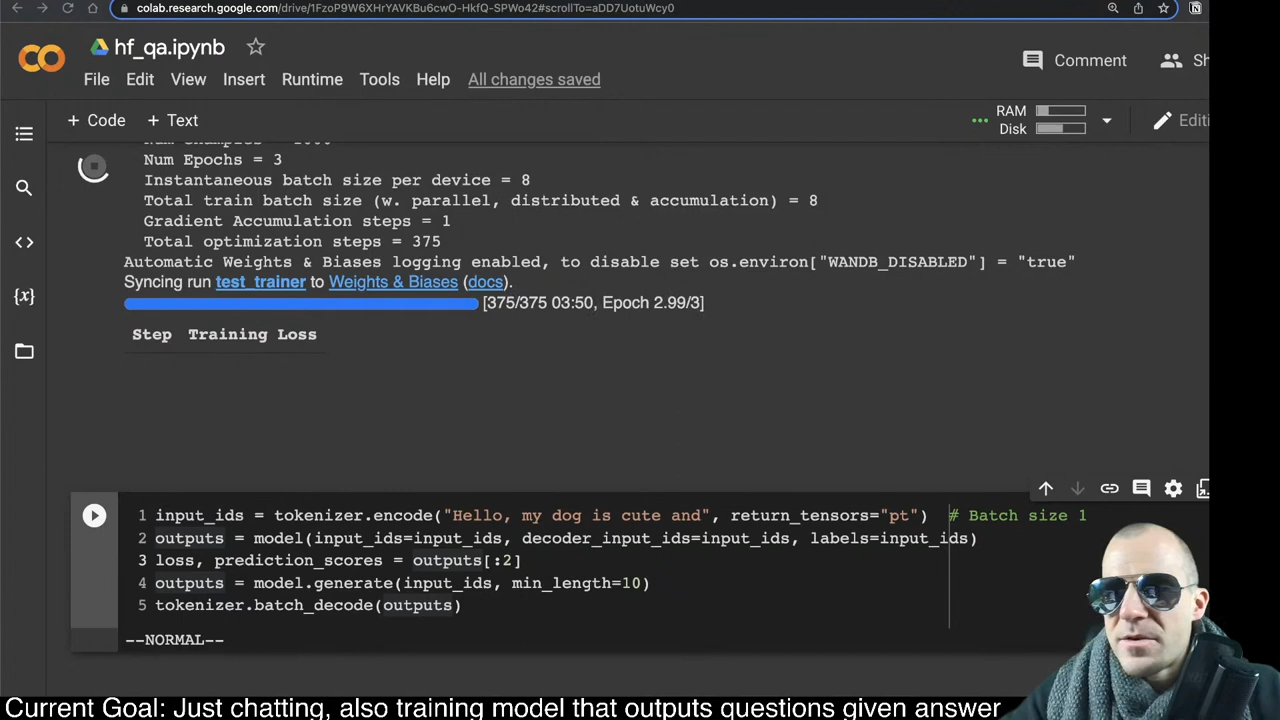 colab.research.google.com/drive/1FzoP9W6XHrYAVKBu6cwO-HkfQ-SPWo42#scrollTo=aDD7UotuWcy0
hf_qa.ipynb
Comment
Sh
File Edit View Insert Runtime Tools Help All changes saved
+ Code + Text
RAM
Disk
Editi
Num Epochs = 3
Instantaneous batch size per device = 8
Total train batch size (w. parallel, distributed & accumulation) = 8
Gradient Accumulation steps = 1
Total optimization steps = 375
Automatic Weights & Biases logging enabled, to disable set os.environ["WANDB_DISABLED"] = "true"
Syncing run test_trainer to Weights & Biases (docs).
[375/375 03:50, Epoch 2.99/3]
Step Training Loss
1 input_ids = tokenizer.encode("Hello, my dog is cute and", return_tensors="pt") # Batch size 1
2 outputs = model(input_ids=input_ids, decoder_input_ids=input_ids, labels=input_ids)
3 loss, prediction_scores = outputs[:2]
4 outputs = model.generate(input_ids, min_length=10)
5 tokenizer.batch_decode(outputs)
--NORMAL--
Current Goal: Just chatting, also training model that outputs questions given answer